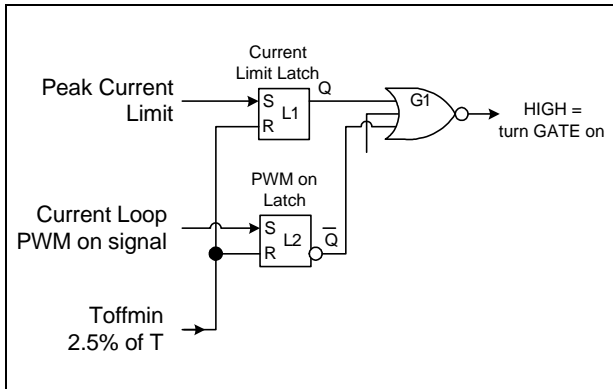 Current
Limit Latch
Peak Current
Limit
S
R
L1
Q
G1
HIGH =
turn GATE on
PWM on
Latch
Current Loop
PWM on signal
S
R
L2
Q
Toffmin
2.5% of T